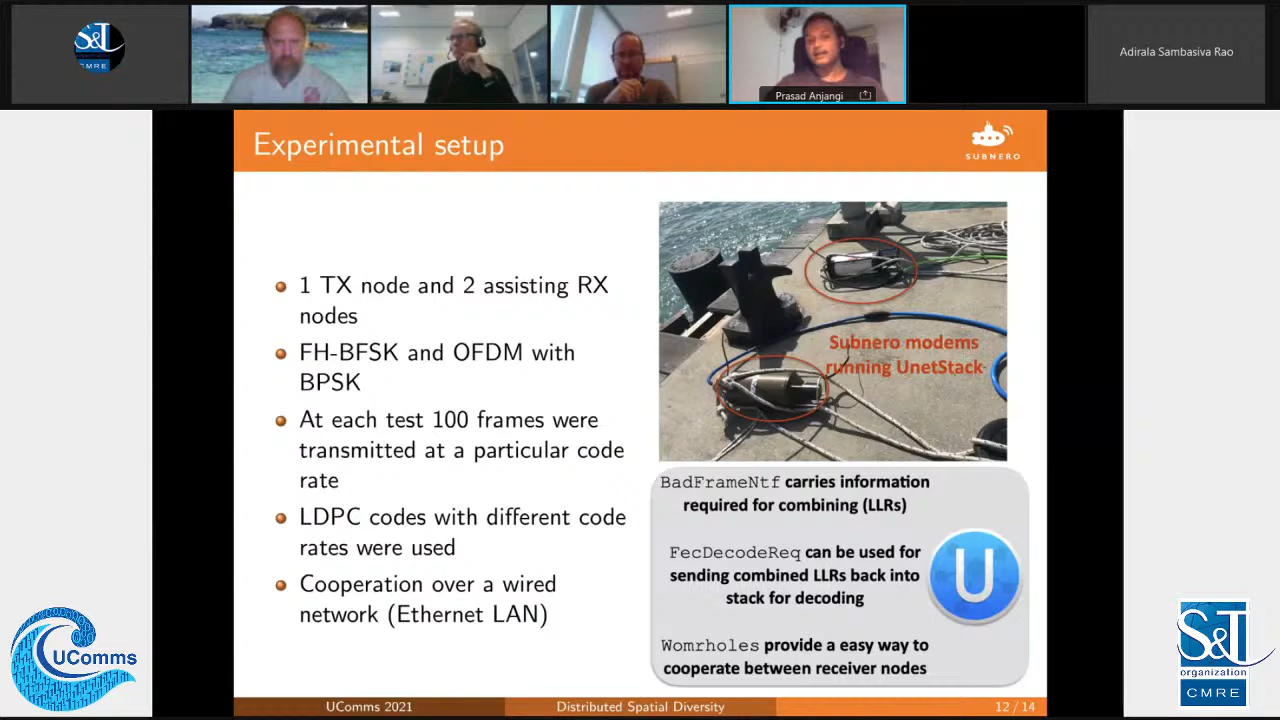 S&T
CMRE
Prasad Anjangi
Adirala Sambasiva Rao
Experimental setup
SUBNERO
1 TX node and 2 assisting RX
nodes
FH-BFSK and OFDM with
BPSK
At each test 100 frames were
transmitted at a particular code
rate
LDPC codes with different code
rates were used
Cooperation over a wired
network (Ethernet LAN)
Subnero modems
running UnetStack
BadFrameNtf carries information
required for combining (LLRs)
FecDecodeReq can be used for
sending combined LLRs back into
stack for decoding
Womrholes provide a easy way to
cooperate between receiver nodes
U
UComms
S&T
organization
CMRE
UComms 2021
Distributed Spatial Diversity
12 / 14